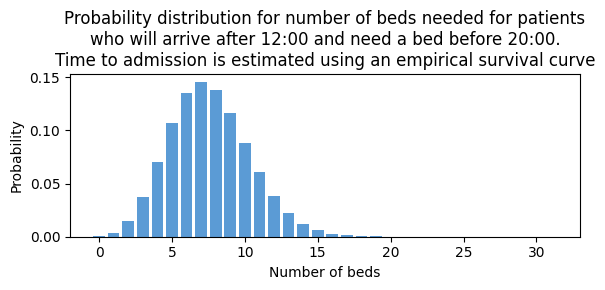 Probability distribution for number of beds needed for patients
who will arrive after 12:00 and need a bed before 20:00.
Time to admission is estimated using an empirical survival curve
0.15
0.10
0.05
0.00
Probability
0 5 10 15 20 25 30
Number of beds